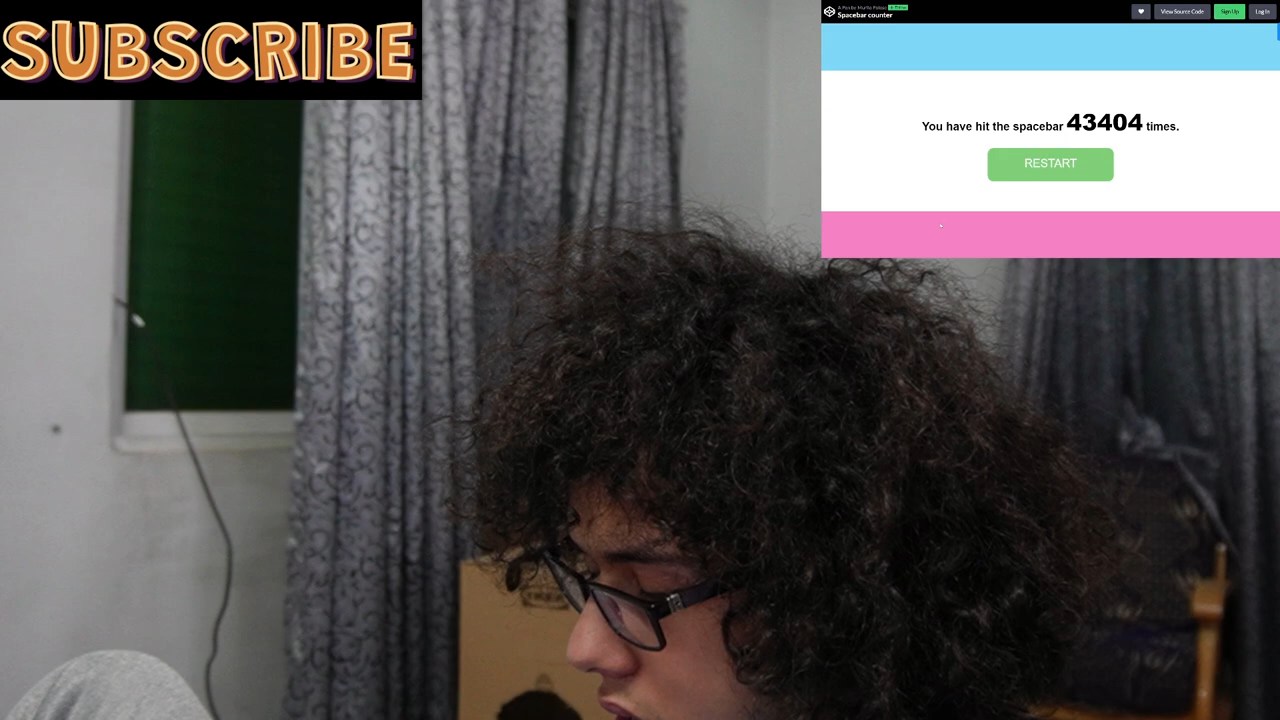 SUBSCRIBE
Spacebar counter
View Source Code
Sign Up
Log In
You have hit the spacebar 43404 times.
RESTART